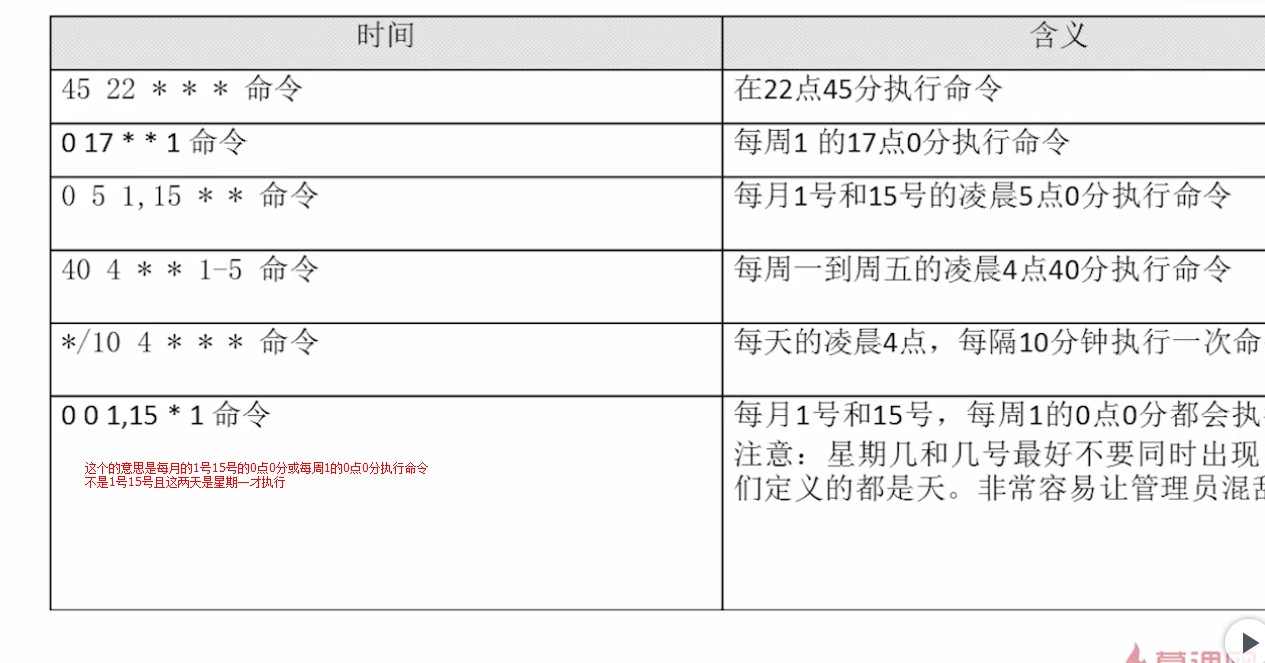 时间
含义
45 22 * * * 命令
在22点45分执行命令
0 17 * * 1 命令
每周1 的17点0分执行命令
0 5 1,15 * * 命令
每月1号和15号的凌晨5点0分执行命令
40 4 * * 1-5 命令
每周一到周五的凌晨4点40分执行命令
*/10 4 * * * 命令
每天的凌晨4点，每隔10分钟执行一次命
0 0 1,15 * 1 命令
每月1号和15号，每周1的0点0分都会执
注意：星期几和几号最好不要同时出现
们定义的都是天。非常容易让管理员混乱
这个的意思是每月的1号15号的0点0分或每周1的0点0分执行命令
不是1号15号且这两天是星期一才执行